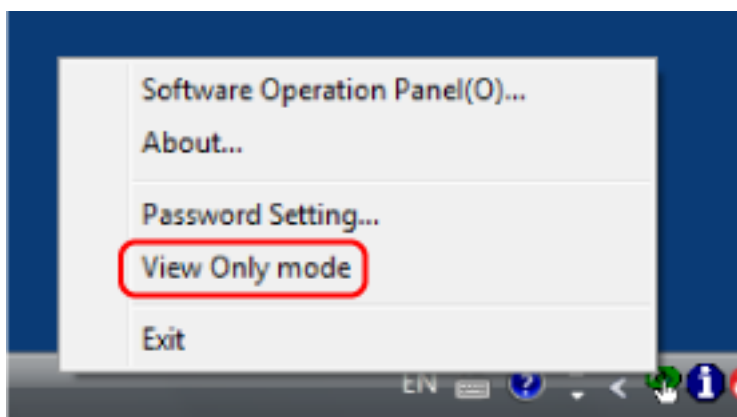 Software Operation Panel(O)...
About...
Password Setting...
View Only mode
Exit
EN